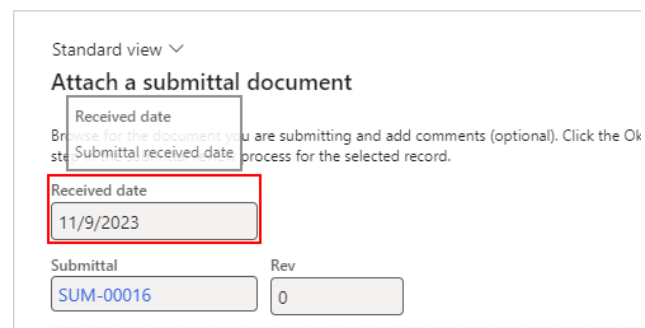 Standard view
Attach a submittal document
Received date
Submittal received date
Browse for the document you are submitting and add comments (optional). Click the Ok
step process for the selected record.
Received date
11/9/2023
Submittal Rev
SUM-00016 0